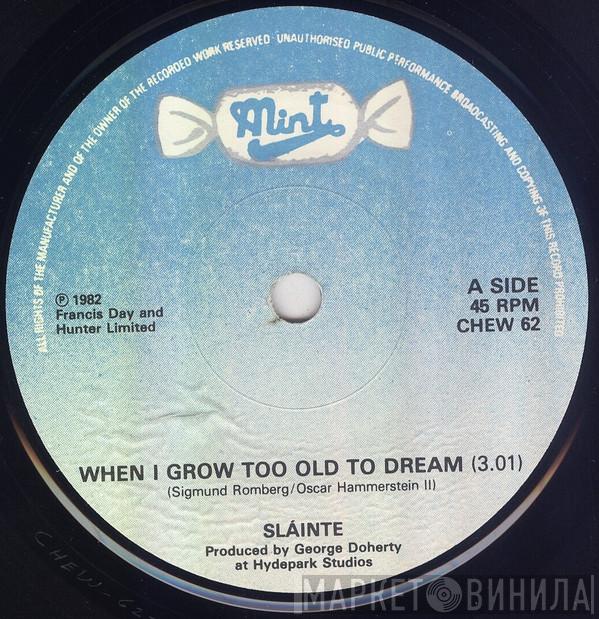 ALL RIGHTS OF THE MANUFACTURER AND OF THE OWNER OF THE RECORDED WORK RESERVED UNAUTHORISED PUBLIC PERFORMANCE BROADCASTING AND COPYING OF THIS RECORD PROHIBITED
Mint
℗ 1982
Francis Day and
Hunter Limited
A SIDE
45 RPM
CHEW 62
WHEN I GROW TOO OLD TO DREAM (3.01)
(Sigmund Romberg/Oscar Hammerstein II)
SLÁINTE
Produced by George Doherty
at Hydepark Studios
CHEW-62
МАРКЕТ ВИНИЛА